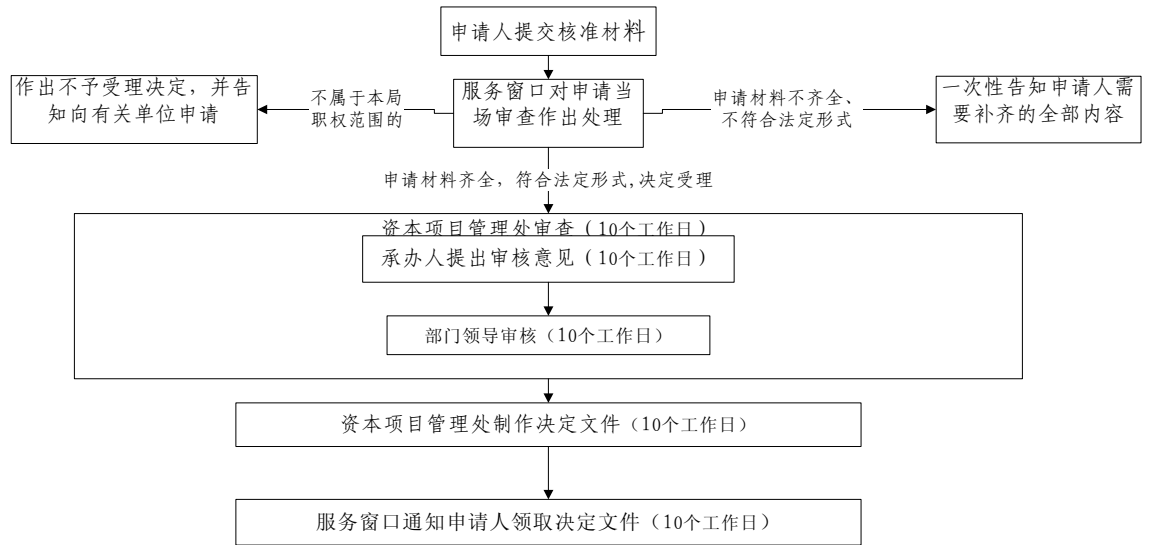 申请人提交核准材料
作出不予受理决定，并告
知向有关单位申请
不属于本局
职权范围的
服务窗口对申请当
场审查作出处理
申请材料不齐全、
不符合法定形式
一次性告知申请人需
要补齐的全部内容
申请材料齐全，符合法定形式,决定受理
资本项目管理处审查（10个工作日）
承办人提出审核意见（10个工作日）
部门领导审核（10个工作日）
资本项目管理处制作决定文件（10个工作日）
服务窗口通知申请人领取决定文件（10个工作日）